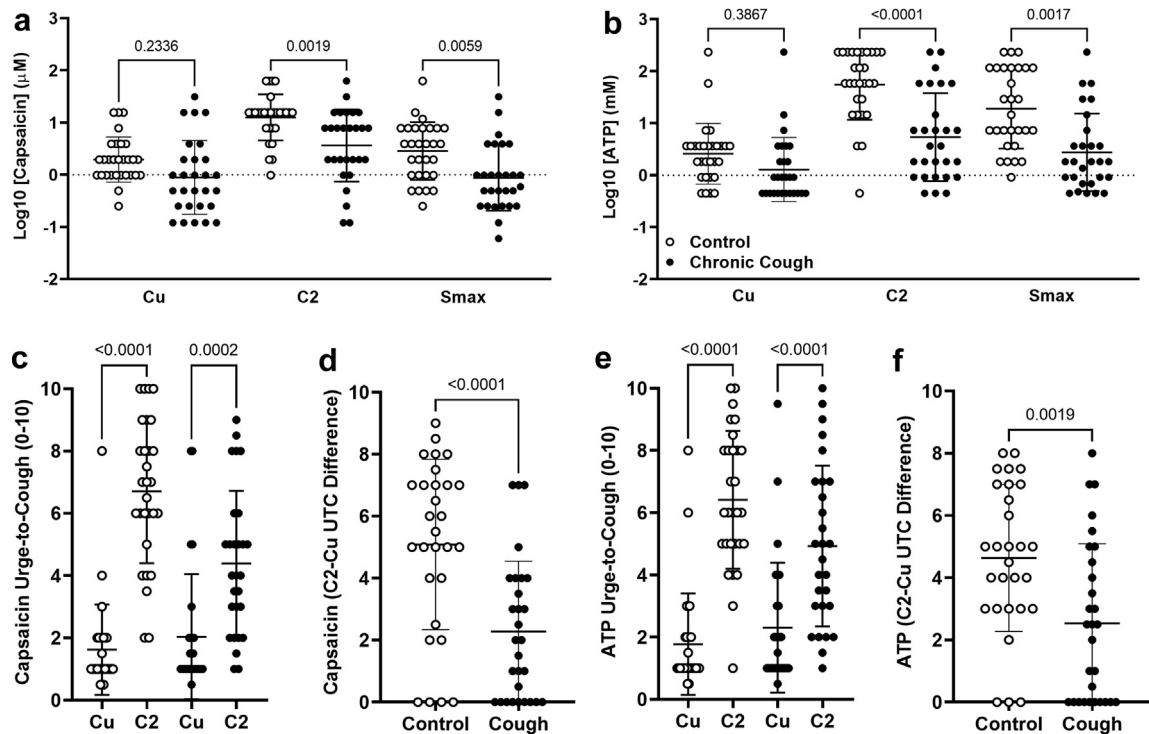 a
Log10 [Capsaicin] (μM)
3
2
1
0
-1
-2
0.2336
0.0019
0.0059
Cu
C2
Smax
b
Log10 [ATP] (mM)
3
2
1
0
-1
-2
0.3867
<0.0001
0.0017
Control
Chronic Cough
Cu
C2
Smax
c
Capsaicin Urge-to-Cough (0-10)
10
8
6
4
2
0
<0.0001
0.0002
Cu
C2
Cu
C2
d
Capsaicin (C2-Cu UTC Difference)
10
8
6
4
2
0
<0.0001
Control
Cough
e
ATP Urge-to-Cough (0-10)
10
8
6
4
2
0
<0.0001
<0.0001
Cu
C2
Cu
C2
f
ATP (C2-Cu UTC Difference)
10
8
6
4
2
0
0.0019
Control
Cough